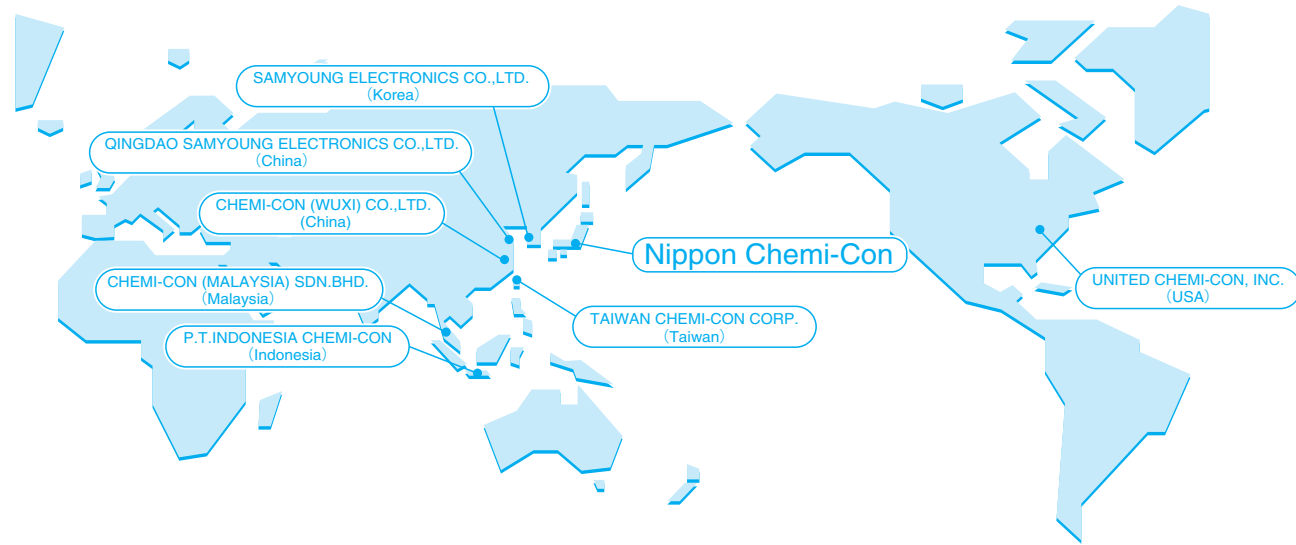 SAMYOUNG ELECTRONICS CO.,LTD.
（Korea）
QINGDAO SAMYOUNG ELECTRONICS CO.,LTD.
（China）
CHEMI-CON (WUXI) CO.,LTD.
(China)
Nippon Chemi-Con
CHEMI-CON (MALAYSIA) SDN.BHD.
（Malaysia）
UNITED CHEMI-CON, INC.
（USA）
TAIWAN CHEMI-CON CORP.
（Taiwan）
P.T.INDONESIA CHEMI-CON
（Indonesia）